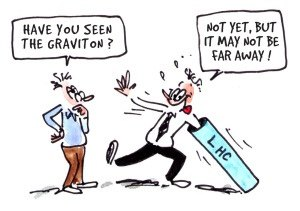 HAVE YOU SEEN
THE GRAVITON?
NOT YET, BUT
IT MAY NOT BE
FAR AWAY!
LHC